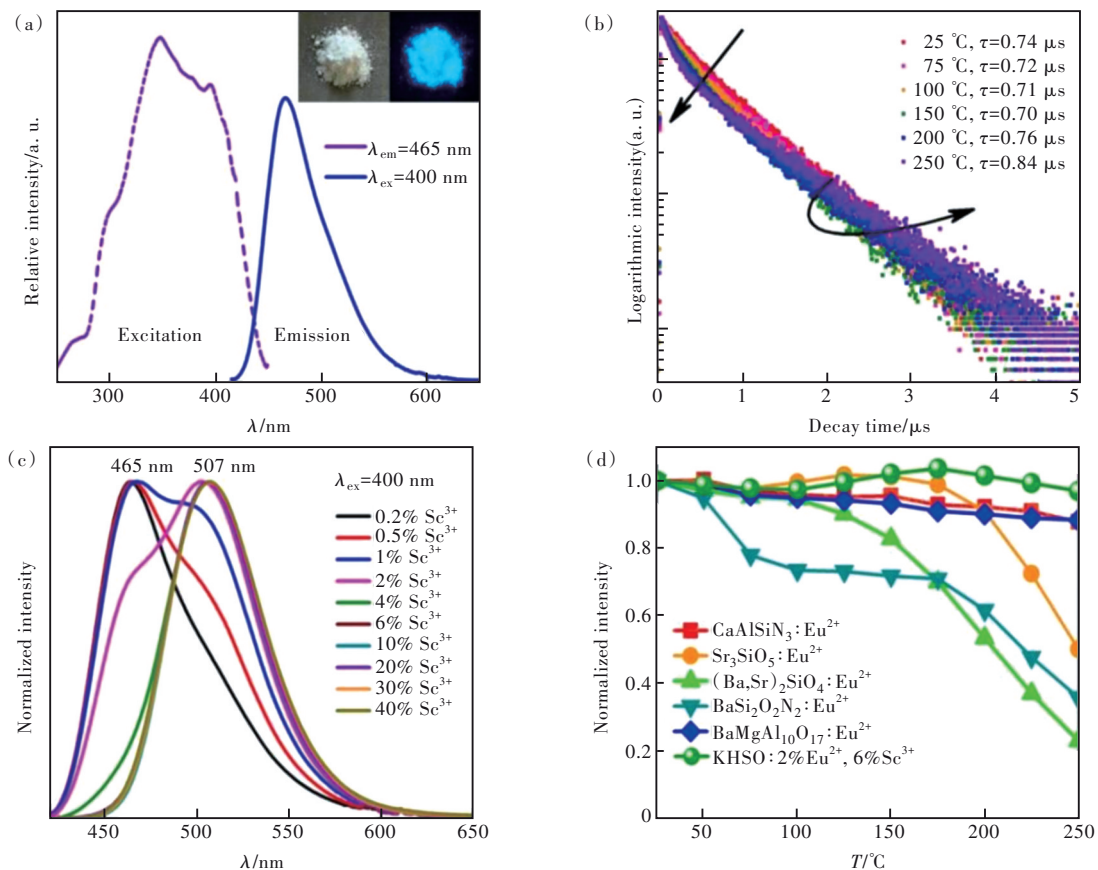 (a)
Relative intensity/a. u.
λem=465 nm
λex=400 nm
Excitation
Emission
300
400
500
600
λ/nm
(b)
Logarithmic intensity(a. u.)
25 ℃, τ=0.74 μs
75 ℃, τ=0.72 μs
100 ℃, τ=0.71 μs
150 ℃, τ=0.70 μs
200 ℃, τ=0.76 μs
250 ℃, τ=0.84 μs
0
1
2
3
4
5
Decay time/μs
(c)
Normalized intensity
465 nm
507 nm
λex=400 nm
0.2% Sc³⁺
0.5% Sc³⁺
1% Sc³⁺
2% Sc³⁺
4% Sc³⁺
6% Sc³⁺
10% Sc³⁺
20% Sc³⁺
30% Sc³⁺
40% Sc³⁺
450
500
550
600
650
λ/nm
(d)
Normalized intensity
1.0
0.8
0.6
0.4
0.2
0
CaAlSiN₃:Eu²⁺
Sr₃SiO₅:Eu²⁺
(Ba,Sr)₂SiO₄:Eu²⁺
BaSi₂O₂N₂:Eu²⁺
BaMgAl₁₀O₁₇:Eu²⁺
KHSO:2%Eu²⁺, 6%Sc³⁺
50
100
150
200
250
T/℃